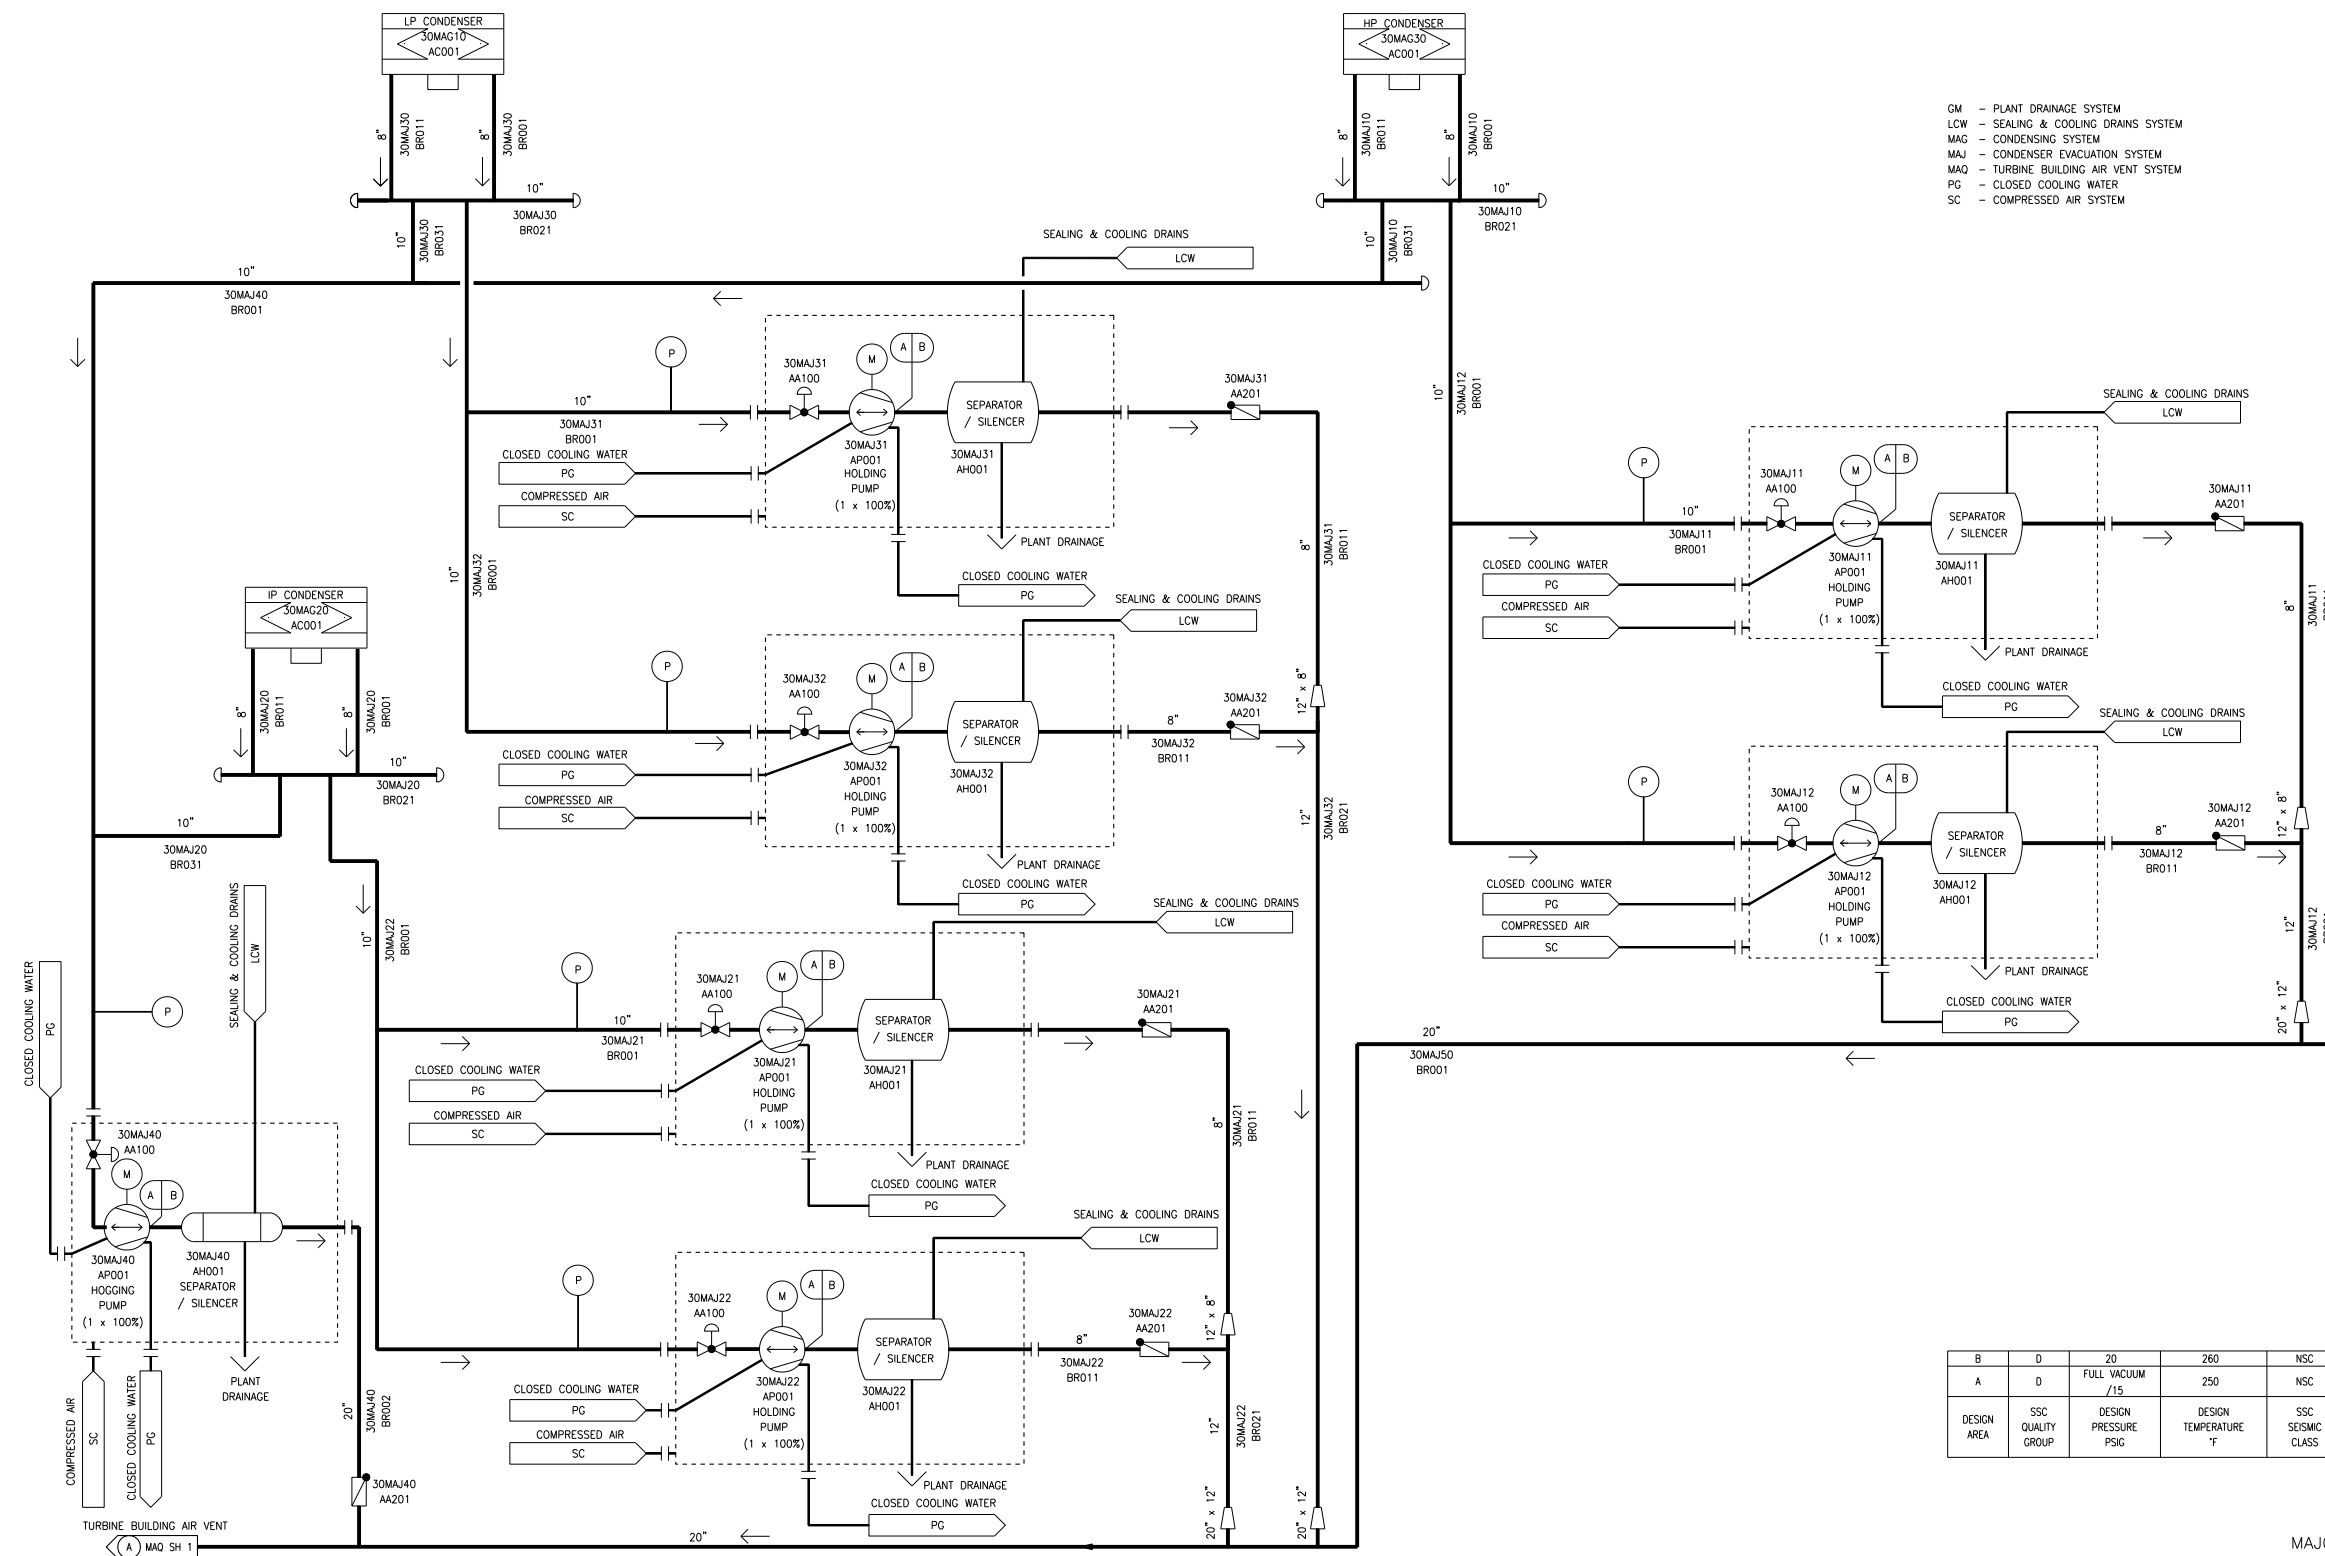 LP CONDENSER
30MAG10
AC001
8"
30MAJ30
BR011
8"
30MAJ30
BR001
10"
30MAJ30
BR021
10"
30MAJ30
BR031
10"
30MAJ40
BR001
HP CONDENSER
30MAG30
AC001
8"
30MAJ10
BR011
8"
30MAJ10
BR001
10"
30MAJ10
BR021
10"
30MAJ10
BR031
GM – PLANT DRAINAGE SYSTEM
LCW – SEALING & COOLING DRAINS SYSTEM
MAG – CONDENSING SYSTEM
MAJ – CONDENSER EVACUATION SYSTEM
MAQ – TURBINE BUILDING AIR VENT SYSTEM
PG – CLOSED COOLING WATER
SC – COMPRESSED AIR SYSTEM
SEALING & COOLING DRAINS
LCW
P
30MAJ31
AA100
M
A B
SEPARATOR
/ SILENCER
30MAJ31
AA201
10"
30MAJ31
BR001
CLOSED COOLING WATER
PG
COMPRESSED AIR
SC
30MAJ31
AP001
HOLDING
PUMP
(1 x 100%)
30MAJ31
AH001
PLANT DRAINAGE
CLOSED COOLING WATER
PG
8"
30MAJ31
BR011
12" x 8"
10"
30MAJ32
BR001
SEALING & COOLING DRAINS
LCW
P
30MAJ32
AA100
M
A B
SEPARATOR
/ SILENCER
8"
30MAJ32
BR011
30MAJ32
AA201
CLOSED COOLING WATER
PG
COMPRESSED AIR
SC
30MAJ32
AP001
HOLDING
PUMP
(1 x 100%)
30MAJ32
AH001
PLANT DRAINAGE
CLOSED COOLING WATER
PG
12"
30MAJ32
BR021
10"
30MAJ12
BR001
SEALING & COOLING DRAINS
LCW
P
30MAJ11
AA100
M
A B
SEPARATOR
/ SILENCER
30MAJ11
AA201
10"
30MAJ11
BR001
CLOSED COOLING WATER
PG
COMPRESSED AIR
SC
30MAJ11
AP001
HOLDING
PUMP
(1 x 100%)
30MAJ11
AH001
PLANT DRAINAGE
CLOSED COOLING WATER
PG
8"
30MAJ11
12" x 8"
SEALING & COOLING DRAINS
LCW
P
30MAJ12
AA100
M
A B
SEPARATOR
/ SILENCER
8"
30MAJ12
BR011
30MAJ12
AA201
CLOSED COOLING WATER
PG
COMPRESSED AIR
SC
30MAJ12
AP001
HOLDING
PUMP
(1 x 100%)
30MAJ12
AH001
PLANT DRAINAGE
CLOSED COOLING WATER
PG
12"
30MAJ12
20" x 12"
20"
30MAJ50
BR001
IP CONDENSER
30MAG20
AC001
8"
30MAJ20
BR011
8"
30MAJ20
BR001
10"
30MAJ20
BR021
10"
30MAJ20
BR031
10"
30MAJ22
BR001
SEALING & COOLING DRAINS
LCW
P
30MAJ21
AA100
M
A B
SEPARATOR
/ SILENCER
30MAJ21
AA201
10"
30MAJ21
BR001
CLOSED COOLING WATER
PG
COMPRESSED AIR
SC
30MAJ21
AP001
HOLDING
PUMP
(1 x 100%)
30MAJ21
AH001
PLANT DRAINAGE
CLOSED COOLING WATER
PG
8"
30MAJ21
BR011
12" x 8"
SEALING & COOLING DRAINS
LCW
P
30MAJ22
AA100
M
A B
SEPARATOR
/ SILENCER
8"
30MAJ22
BR011
30MAJ22
AA201
CLOSED COOLING WATER
PG
COMPRESSED AIR
SC
30MAJ22
AP001
HOLDING
PUMP
(1 x 100%)
30MAJ22
AH001
PLANT DRAINAGE
CLOSED COOLING WATER
PG
12"
30MAJ22
BR021
20" x 12"
20" x 12"
CLOSED COOLING WATER
PG
SEALING & COOLING DRAINS
LCW
P
30MAJ40
AA100
M
A B
30MAJ40
AP001
HOGGING
PUMP
(1 x 100%)
30MAJ40
AH001
SEPARATOR
/ SILENCER
COMPRESSED AIR
SC
CLOSED COOLING WATER
PG
PLANT
DRAINAGE
20"
30MAJ40
BR002
30MAJ40
AA201
TURBINE BUILDING AIR VENT
A MAQ SH 1
20"
B D 20 260 NSC
A D FULL VACUUM /15 250 NSC
DESIGN AREA SSC QUALITY GROUP DESIGN PRESSURE PSIG DESIGN TEMPERATURE °F SSC SEISMIC CLASS